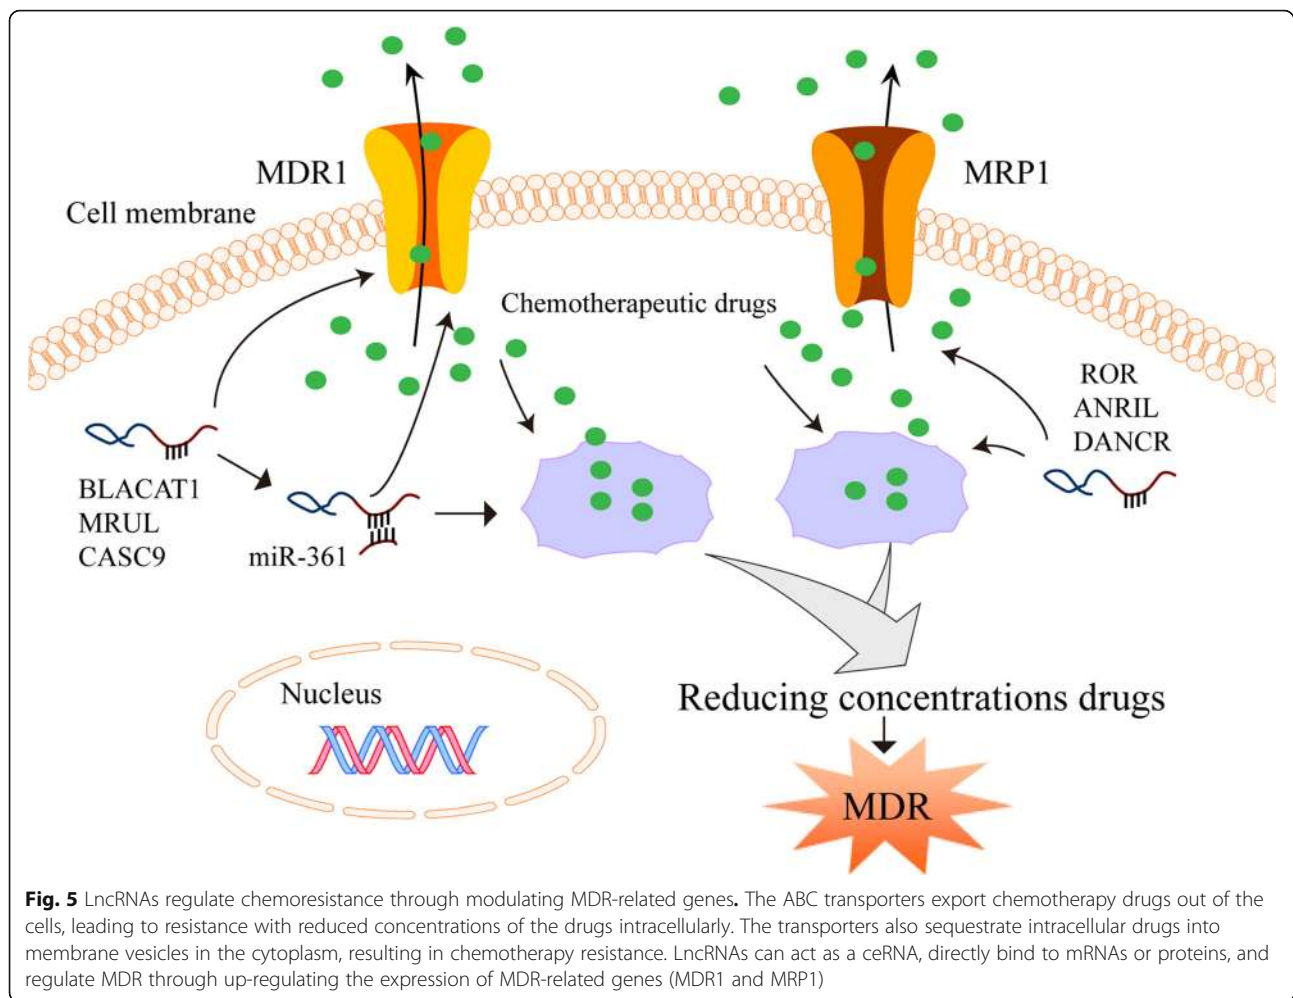 MDR1
MRP1
Cell membrane
Chemotherapeutic drugs
ROR
ANRIL
DANCR
BLACAT1
MRUL
CASC9
miR-361
Nucleus
Reducing concentrations drugs
MDR
Fig. 5 LncRNAs regulate chemoresistance through modulating MDR-related genes. The ABC transporters export chemotherapy drugs out of the
cells, leading to resistance with reduced concentrations of the drugs intracellularly. The transporters also sequestrate intracellular drugs into
membrane vesicles in the cytoplasm, resulting in chemotherapy resistance. LncRNAs can act as a ceRNA, directly bind to mRNAs or proteins, and
regulate MDR through up-regulating the expression of MDR-related genes (MDR1 and MRP1)